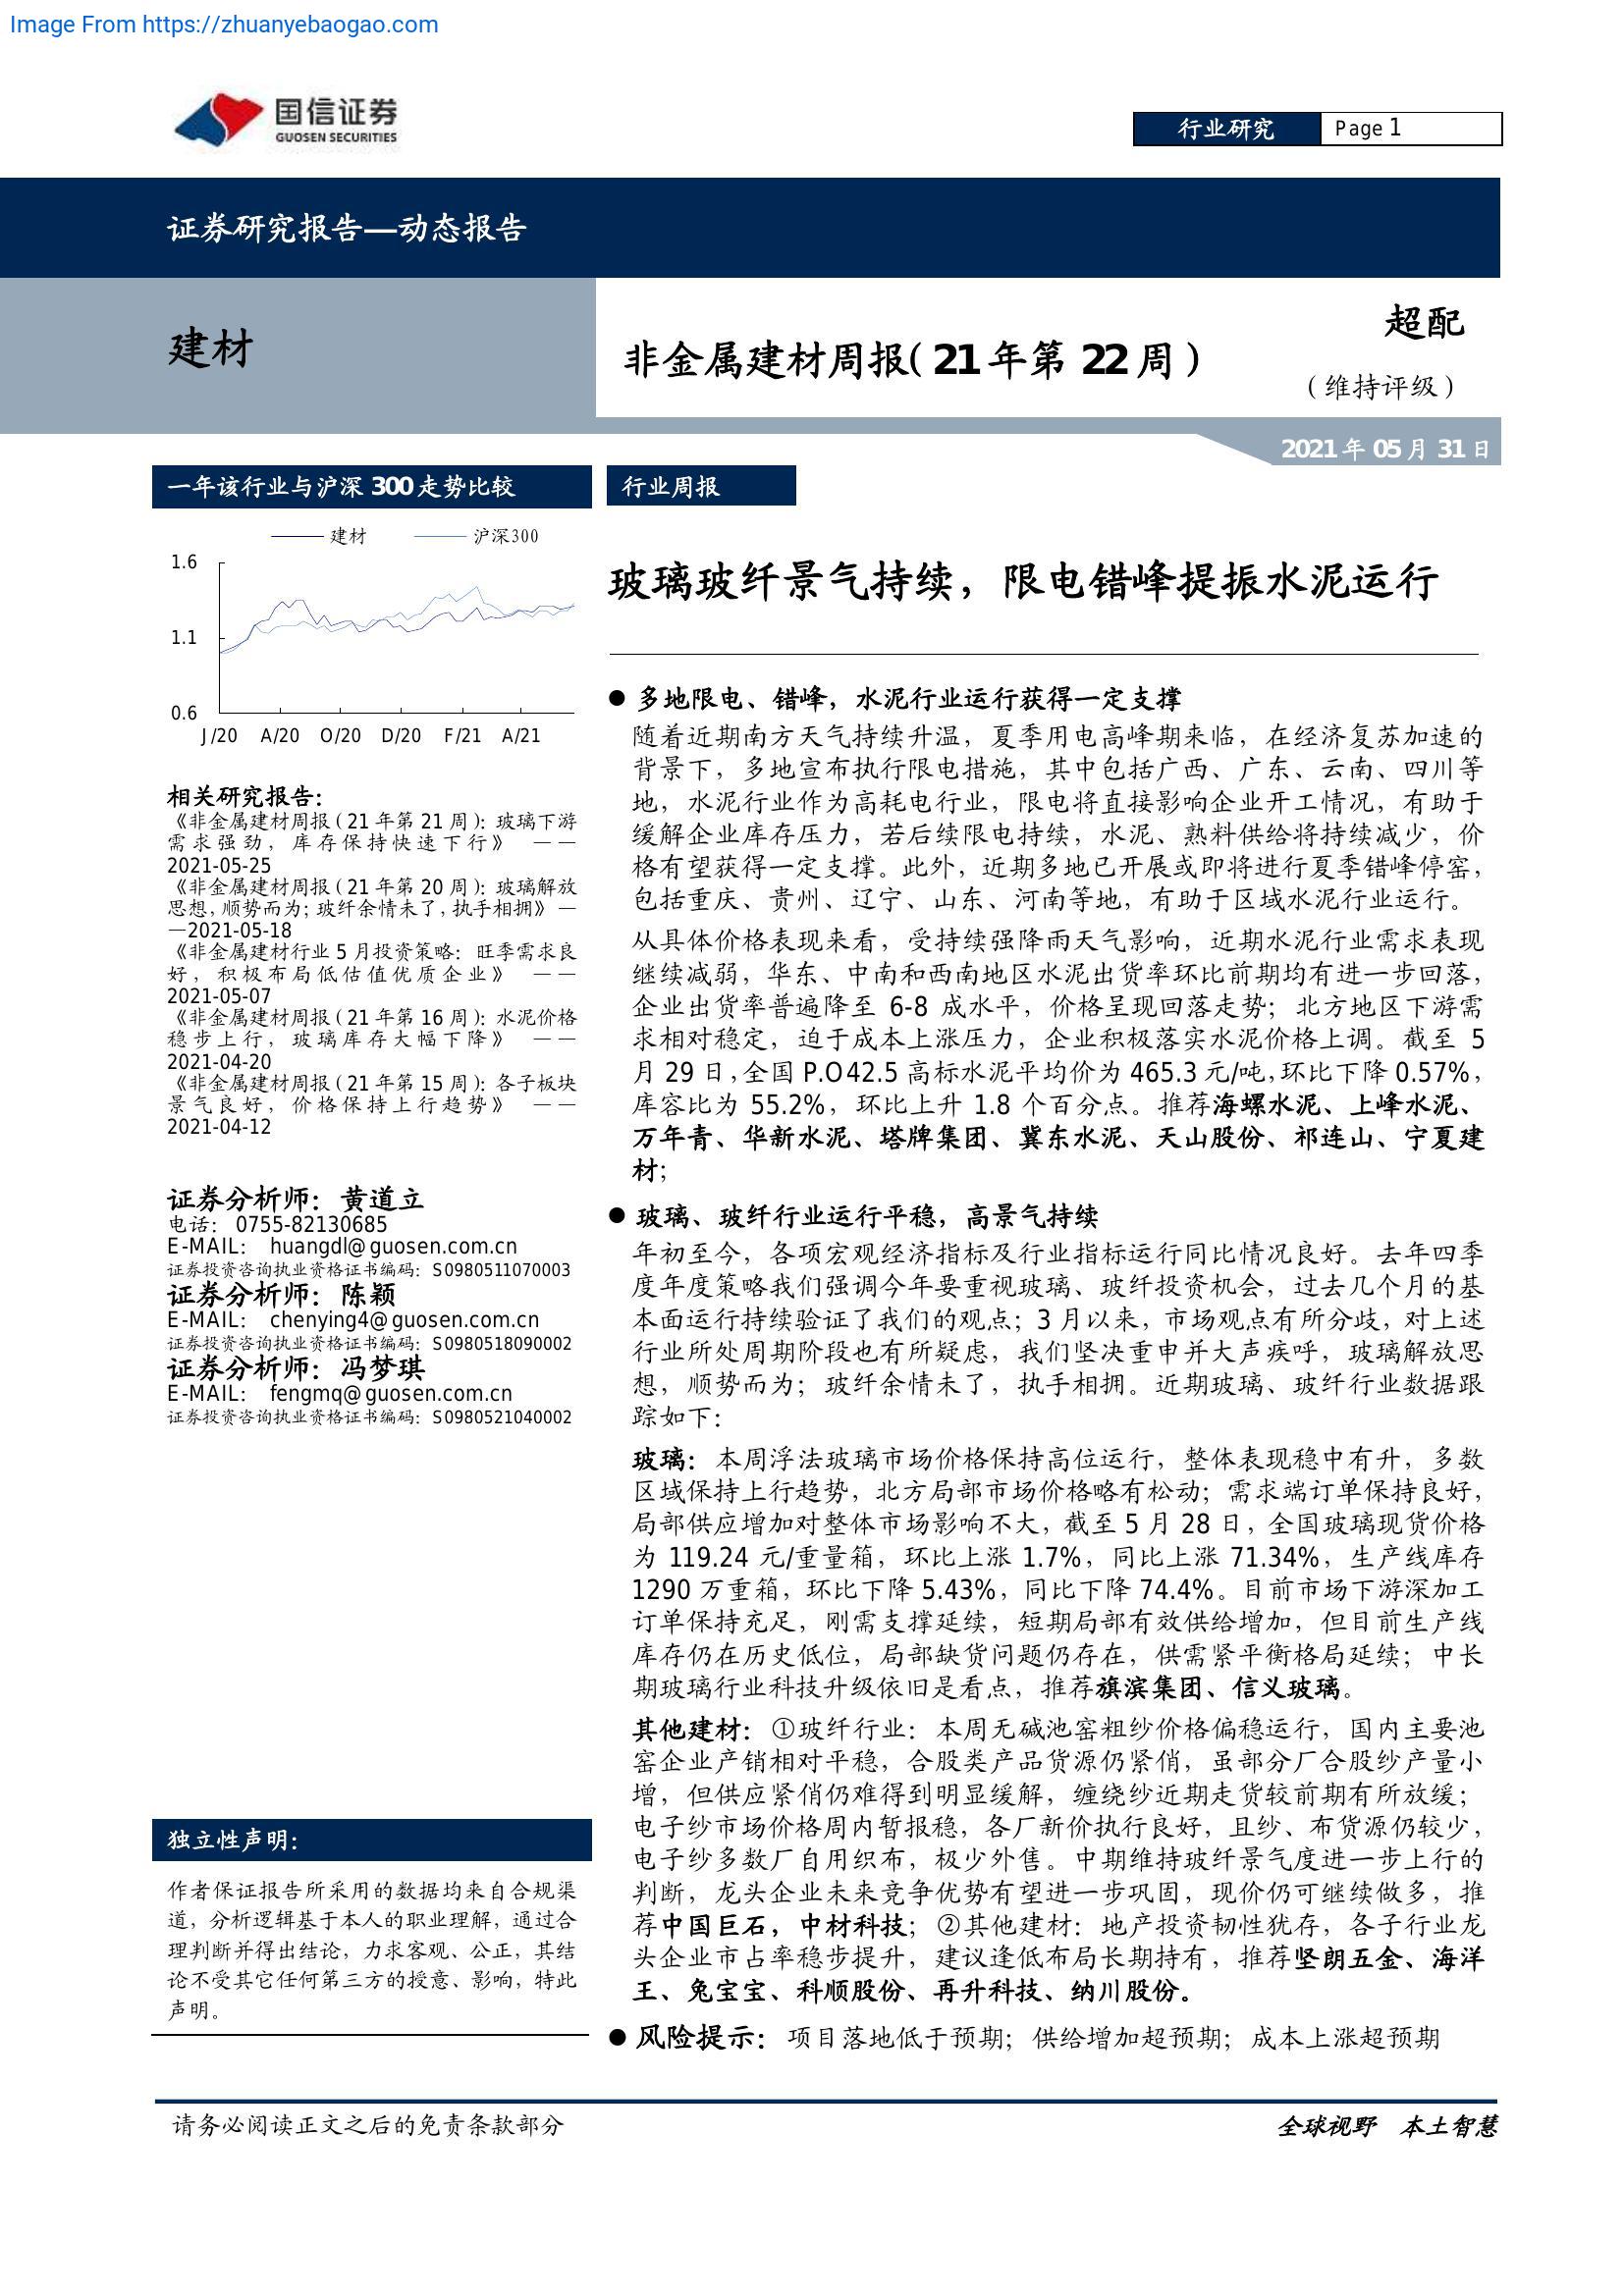 Image From https://zhuanyebaogao.com
国信证券
GUOSEN SECURITIES
行业研究
Page 1
证券研究报告—动态报告
建材
非金属建材周报(21年第22周)
超配
(维持评级)
2021年05月31日
一年该行业与沪深300走势比较
建材 沪深300
1.6
1.1
0.6
J/20 A/20 O/20 D/20 F/21 A/21
相关研究报告:
《非金属建材周报(21年第21周):玻璃下游
需求强劲,库存保持快速下行》 ——
2021-05-25
《非金属建材周报(21年第20周):玻璃解放
思想,顺势而为;玻纤余情未了,执手相拥》—
—2021-05-18
《非金属建材行业5月投资策略:旺季需求良
好,积极布局低估值优质企业》 ——
2021-05-07
《非金属建材周报(21年第16周):水泥价格
稳步上行,玻璃库存大幅下降》 ——
2021-04-20
《非金属建材周报(21年第15周):各子板块
景气良好,价格保持上行趋势》 ——
2021-04-12
证券分析师:黄道立
电话: 0755-82130685
E-MAIL: huangdl@guosen.com.cn
证券投资咨询执业资格证书编码:S0980511070003
证券分析师:陈颖
E-MAIL: chenying4@guosen.com.cn
证券投资咨询执业资格证书编码:S0980518090002
证券分析师:冯梦琪
E-MAIL: fengmq@guosen.com.cn
证券投资咨询执业资格证书编码:S0980521040002
独立性声明:
作者保证报告所采用的数据均来自合规渠
道,分析逻辑基于本人的职业理解,通过合
理判断并得出结论,力求客观、公正,其结
论不受其它任何第三方的授意、影响,特此
声明。
行业周报
玻璃玻纤景气持续,限电错峰提振水泥运行
● 多地限电、错峰,水泥行业运行获得一定支撑
随着近期南方天气持续升温,夏季用电高峰期来临,在经济复苏加速的
背景下,多地宣布执行限电措施,其中包括广西、广东、云南、四川等
地,水泥行业作为高耗电行业,限电将直接影响企业开工情况,有助于
缓解企业库存压力,若后续限电持续,水泥、熟料供给将持续减少,价
格有望获得一定支撑。此外,近期多地已开展或即将进行夏季错峰停窑,
包括重庆、贵州、辽宁、山东、河南等地,有助于区域水泥行业运行。
从具体价格表现来看,受持续强降雨天气影响,近期水泥行业需求表现
继续减弱,华东、中南和西南地区水泥出货率环比前期均有进一步回落,
企业出货率普遍降至 6-8 成水平,价格呈现回落走势;北方地区下游需
求相对稳定,迫于成本上涨压力,企业积极落实水泥价格上调。截至 5
月 29 日,全国 P.O42.5 高标水泥平均价为 465.3 元/吨,环比下降 0.57%,
库容比为 55.2%,环比上升 1.8 个百分点。推荐海螺水泥、上峰水泥、
万年青、华新水泥、塔牌集团、冀东水泥、天山股份、祁连山、宁夏建
材;
● 玻璃、玻纤行业运行平稳,高景气持续
年初至今,各项宏观经济指标及行业指标运行同比情况良好。去年四季
度年度策略我们强调今年要重视玻璃、玻纤投资机会,过去几个月的基
本面运行持续验证了我们的观点;3 月以来,市场观点有所分歧,对上述
行业所处周期阶段也有所疑虑,我们坚决重申并大声疾呼,玻璃解放思
想,顺势而为;玻纤余情未了,执手相拥。近期玻璃、玻纤行业数据跟
踪如下:
玻璃:本周浮法玻璃市场价格保持高位运行,整体表现稳中有升,多数
区域保持上行趋势,北方局部市场价格略有松动;需求端订单保持良好,
局部供应增加对整体市场影响不大,截至 5 月 28 日,全国玻璃现货价格
为 119.24 元/重量箱,环比上涨 1.7%,同比上涨 71.34%,生产线库存
1290 万重箱,环比下降 5.43%,同比下降 74.4%。目前市场下游深加工
订单保持充足,刚需支撑延续,短期局部有效供给增加,但目前生产线
库存仍在历史低位,局部缺货问题仍存在,供需紧平衡格局延续;中长
期玻璃行业科技升级依旧是看点,推荐旗滨集团、信义玻璃。
其他建材:①玻纤行业:本周无碱池窑粗纱价格偏稳运行,国内主要池
窑企业产销相对平稳,合股类产品货源仍紧俏,虽部分厂合股纱产量小
增,但供应紧俏仍难得到明显缓解,缠绕纱近期走货较前期有所放缓;
电子纱市场价格周内暂报稳,各厂新价执行良好,且纱、布货源仍较少,
电子纱多数厂自用织布,极少外售。中期维持玻纤景气度进一步上行的
判断,龙头企业未来竞争优势有望进一步巩固,现价仍可继续做多,推
荐中国巨石,中材科技;②其他建材:地产投资韧性犹存,各子行业龙
头企业市占率稳步提升,建议逢低布局长期持有,推荐坚朗五金、海洋
王、兔宝宝、科顺股份、再升科技、纳川股份。
● 风险提示:项目落地低于预期;供给增加超预期;成本上涨超预期
请务必阅读正文之后的免责条款部分
全球视野 本土智慧